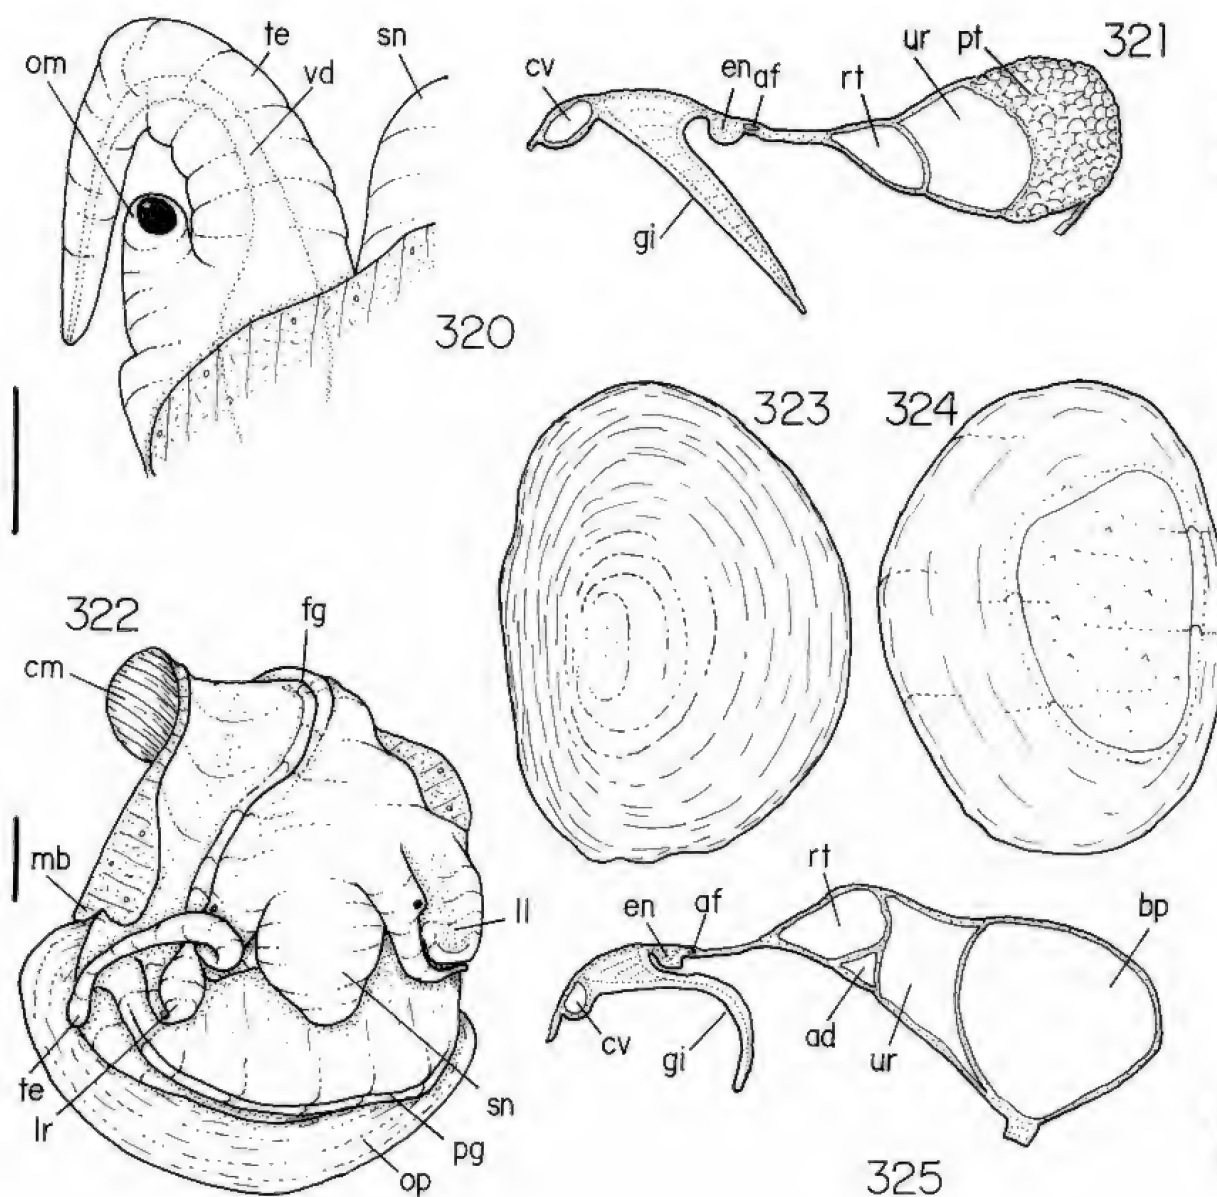 320
om
te
vd
sn
321
cv
en
af
rt
ur
pt
gi
322
cm
fg
mb
ll
te
lr
sn
pg
op
323
324
325
rt
en
af
bp
cv
gi
ad
ur